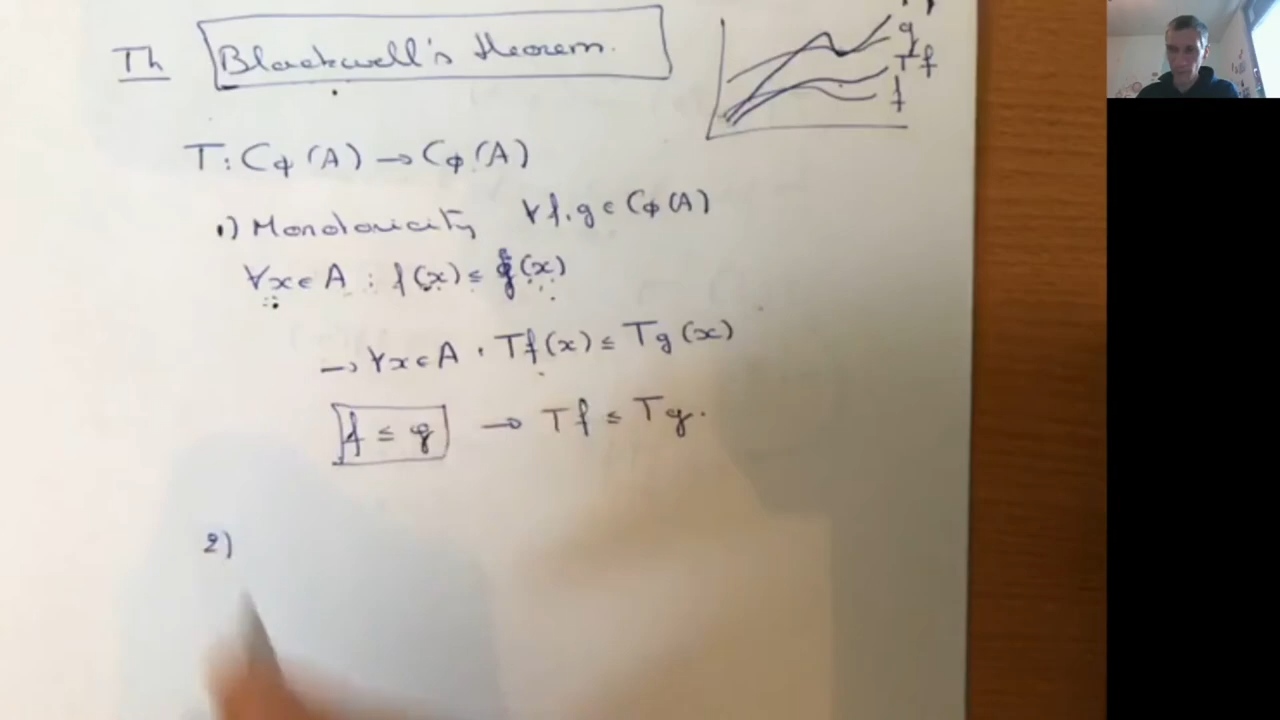 Th Blackwell's theorem.
g
Tf
f
T: Cφ(A) → Cφ(A)
1) Monotonicity ∀f,g ∈ Cφ(A)
∀x∈A : f(x) ≤ g(x)
→ ∀x∈A : Tf(x) ≤ Tg(x)
f ≤ g → Tf ≤ Tg.
2)